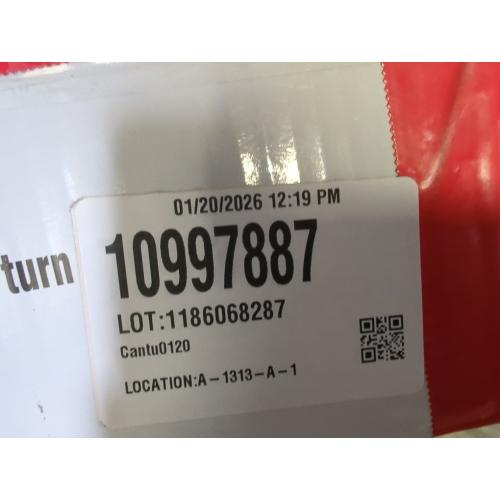 01/20/2026 12:19 PM
turn
10997887
LOT:1186068287
Cantu0120
LOCATION:A-1313-A-1